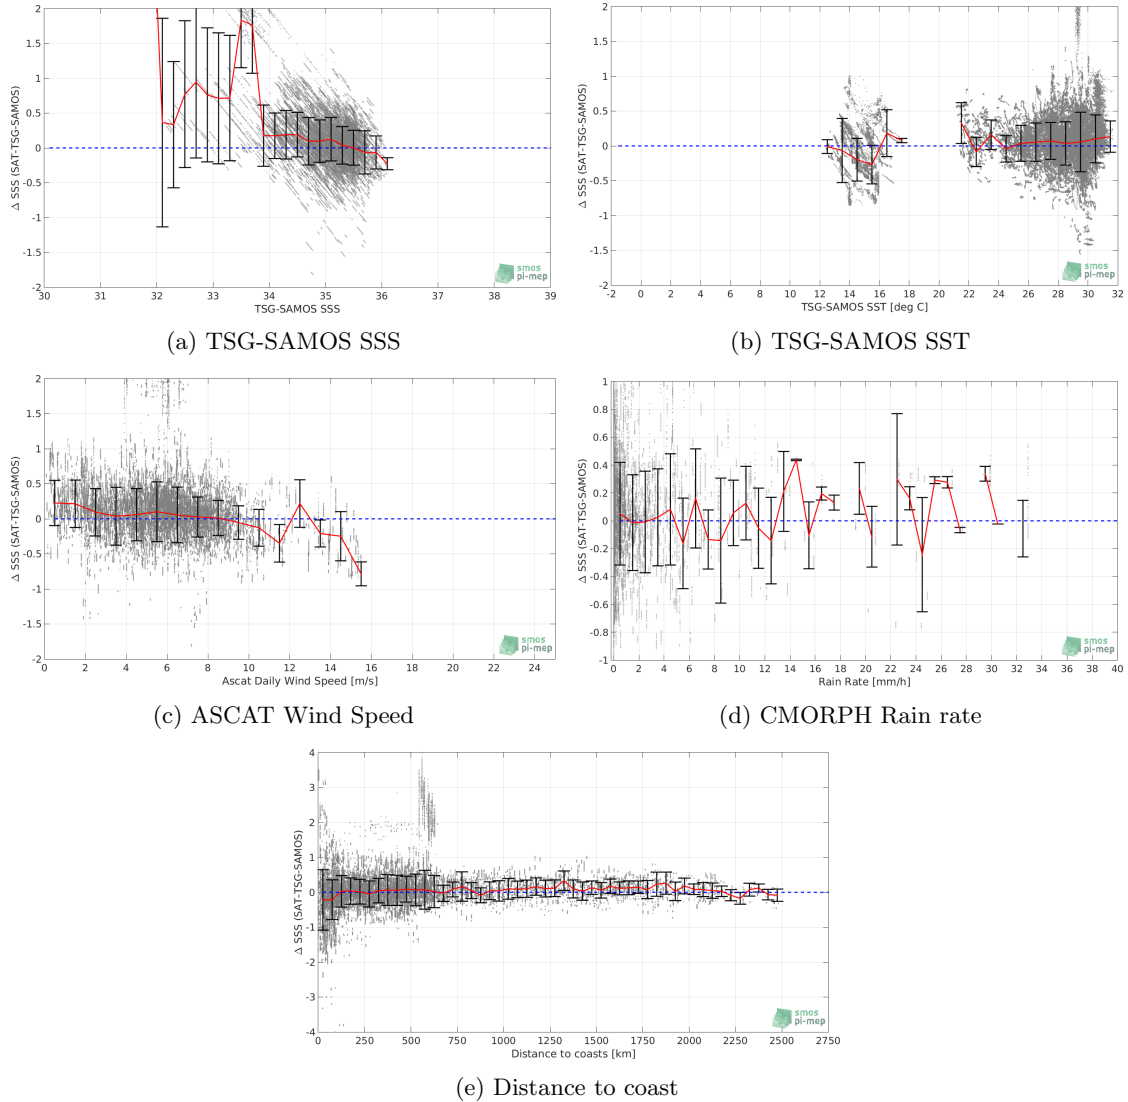 2
1.5
1
0.5
0
-0.5
-1
-1.5
-2
Δ SSS (SAT-TSG-SAMOS)
30 31 32 33 34 35 36 37 38 39
TSG-SAMOS SSS
smos
pi-mep
(a) TSG-SAMOS SSS
2
1.5
1
0.5
0
-0.5
-1
-1.5
-2
Δ SSS (SAT-TSG-SAMOS)
-2 0 2 4 6 8 10 12 14 16 18 20 22 24 26 28 30 32
TSG-SAMOS SST [deg C]
smos
pi-mep
(b) TSG-SAMOS SST
2
1.5
1
0.5
0
-0.5
-1
-1.5
-2
Δ SSS (SAT-TSG-SAMOS)
0 2 4 6 8 10 12 14 16 18 20 22 24
Ascat Daily Wind Speed [m/s]
smos
pi-mep
(c) ASCAT Wind Speed
1
0.8
0.6
0.4
0.2
0
-0.2
-0.4
-0.6
-0.8
-1
Δ SSS (SAT-TSG-SAMOS)
0 2 4 6 8 10 12 14 16 18 20 22 24 26 28 30 32 34 36 38 40
Rain Rate [mm/h]
smos
pi-mep
(d) CMORPH Rain rate
4
3
2
1
0
-1
-2
-3
-4
Δ SSS (SAT-TSG-SAMOS)
0 250 500 750 1000 1250 1500 1750 2000 2250 2500 2750
Distance to coasts [km]
smos
pi-mep
(e) Distance to coast